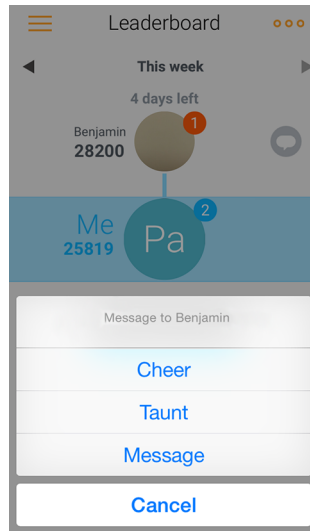 Leaderboard
This week
4 days left
1
Benjamin
28200
2
Me
25819
Pa
Message to Benjamin
Cheer
Taunt
Message
Cancel